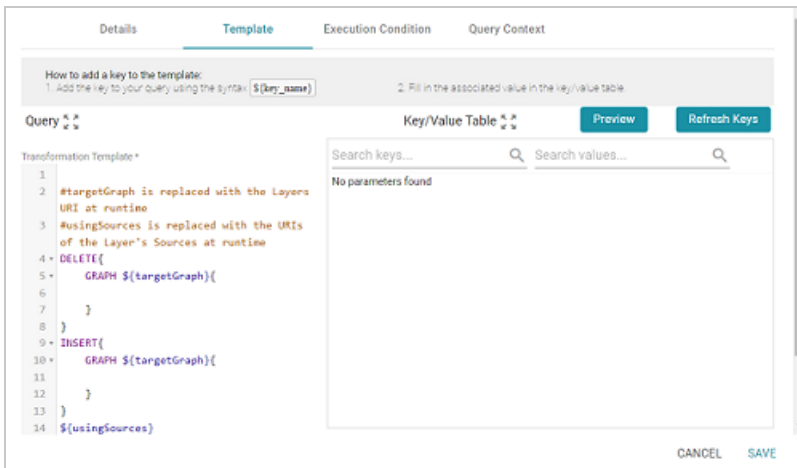 Details Template Execution Condition Query Context
How to add a key to the template:
1. Add the key to your query using the syntax ${key_name} 2. Fill in the associated value in the key/value table.
Query Key/Value Table Preview Refresh Keys
Transformation Template *
Search keys... Search values...
No parameters found
1
2 #targetGraph is replaced with the Layers
URI at runtime
3 #usingSources is replaced with the URIs
of the Layer's Sources at runtime
4 DELETE{
5 GRAPH ${targetGraph}{
6
7 }
8 }
9 INSERT{
10 GRAPH ${targetGraph}{
11
12 }
13 }
14 ${usingSources}
CANCEL SAVE